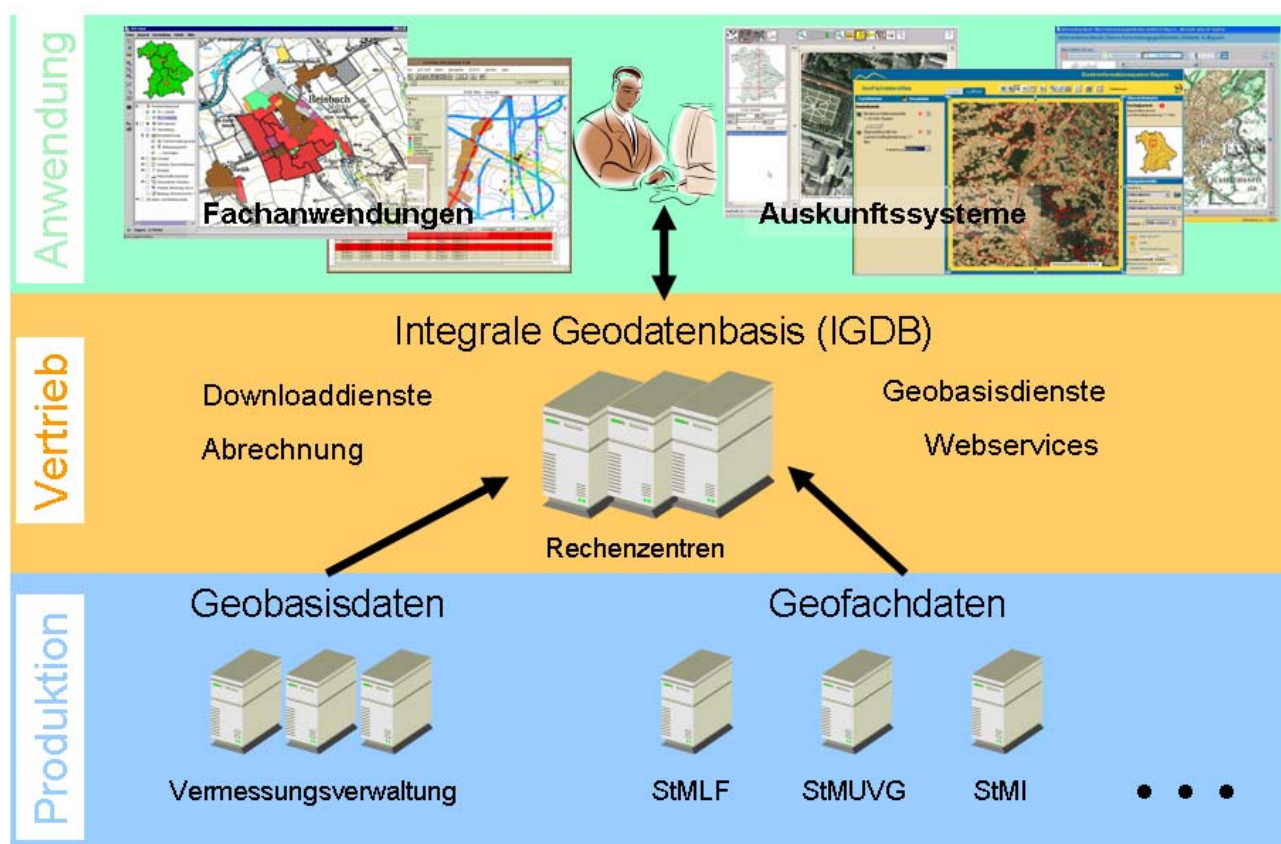 Anwendung
Fachanwendungen
Auskunftssysteme
Reisbach
Vertrieb
Integrale Geodatenbasis (IGDB)
Downloaddienste
Abrechnung
Geobasisdienste
Webservices
Rechenzentren
Produktion
Geobasisdaten
Geofachdaten
Vermessungsverwaltung
StMLF
StMUVG
StMI
• • •